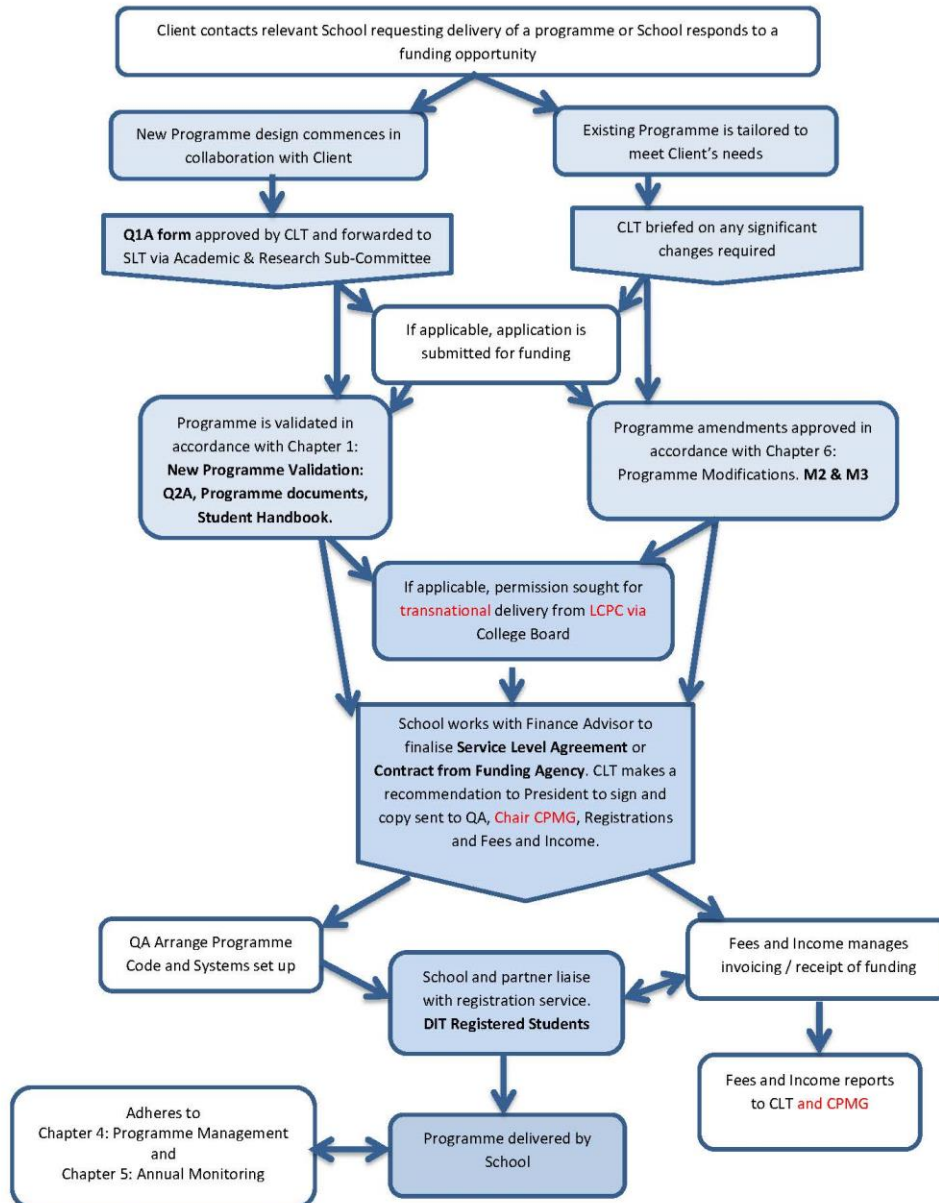 Client contacts relevant School requesting delivery of a programme or School responds to a
funding opportunity
New Programme design commences in
collaboration with Client
Existing Programme is tailored to
meet Client's needs
Q1A form approved by CLT and forwarded to
SLT via Academic & Research Sub-Committee
CLT briefed on any significant
changes required
If applicable, application is
submitted for funding
Programme is validated in
accordance with Chapter 1:
New Programme Validation:
Q2A, Programme documents,
Student Handbook.
Programme amendments approved in
accordance with Chapter 6:
Programme Modifications. M2 & M3
If applicable, permission sought for
transnational delivery from LCPC via
College Board
School works with Finance Advisor to
finalise Service Level Agreement or
Contract from Funding Agency. CLT makes a
recommendation to President to sign and
copy sent to QA, Chair CPMG, Registrations
and Fees and Income.
QA Arrange Programme
Code and Systems set up
School and partner liaise
with registration service.
DIT Registered Students
Fees and Income manages
invoicing / receipt of funding
Fees and Income reports
to CLT and CPMG
Adheres to
Chapter 4: Programme Management
and
Chapter 5: Annual Monitoring
Programme delivered by
School